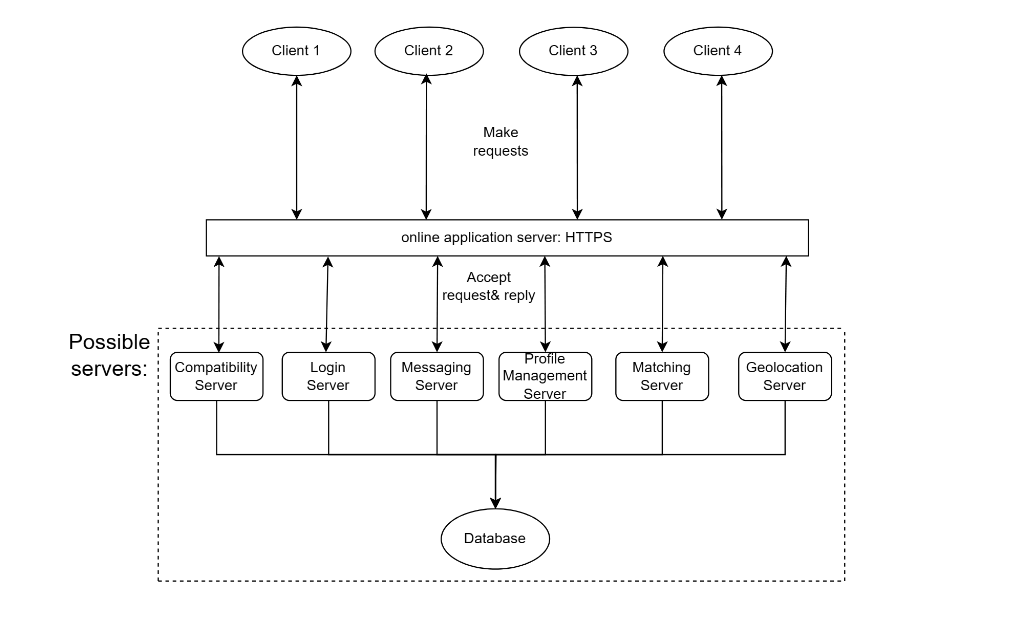 Client 1
Client 2
Client 3
Client 4
Make
requests
online application server: HTTPS
Accept
request& reply
Possible
servers:
Compatibility
Server
Login
Server
Messaging
Server
Profile
Management
Server
Matching
Server
Geolocation
Server
Database